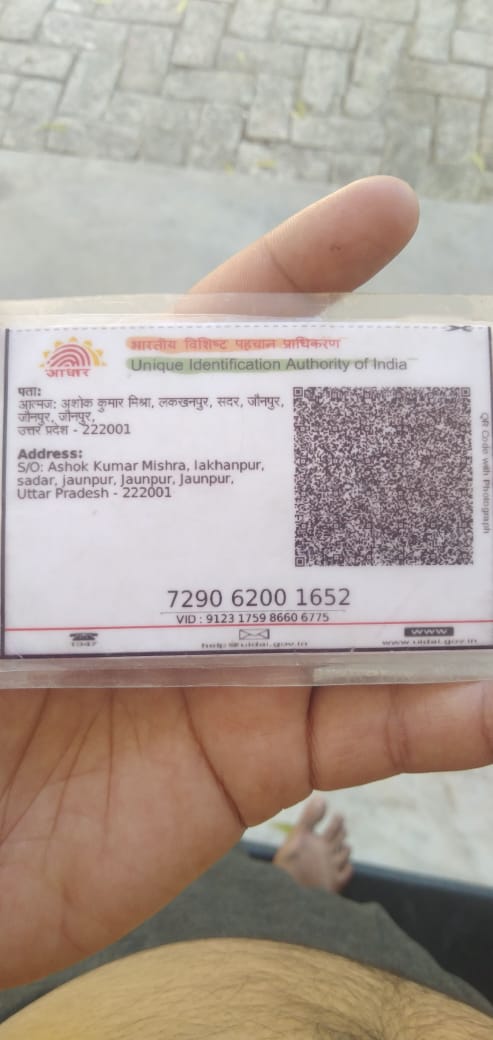 भारतीय विशिष्ट पहचान प्राधिकरण
Unique Identification Authority of India
आधार
पता:
आत्मज: अशोक कुमार मिश्रा, लकखनपुर, सदर, जौनपुर,
जौनपुर, जौनपुर,
उत्तर प्रदेश - 222001
Address:
S/O: Ashok Kumar Mishra, lakhanpur,
sadar, jaunpur, Jaunpur, Jaunpur,
Uttar Pradesh - 222001
QR Code with Photograph
7290 6200 1652
VID : 9123 1759 8660 6775
1947
help@uidai.gov.in
www
www.uidai.gov.in